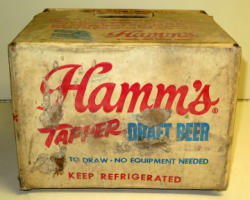 Hamm's®
TAPPER DRAFT BEER
TO DRAW - NO EQUIPMENT NEEDED
KEEP REFRIGERATED